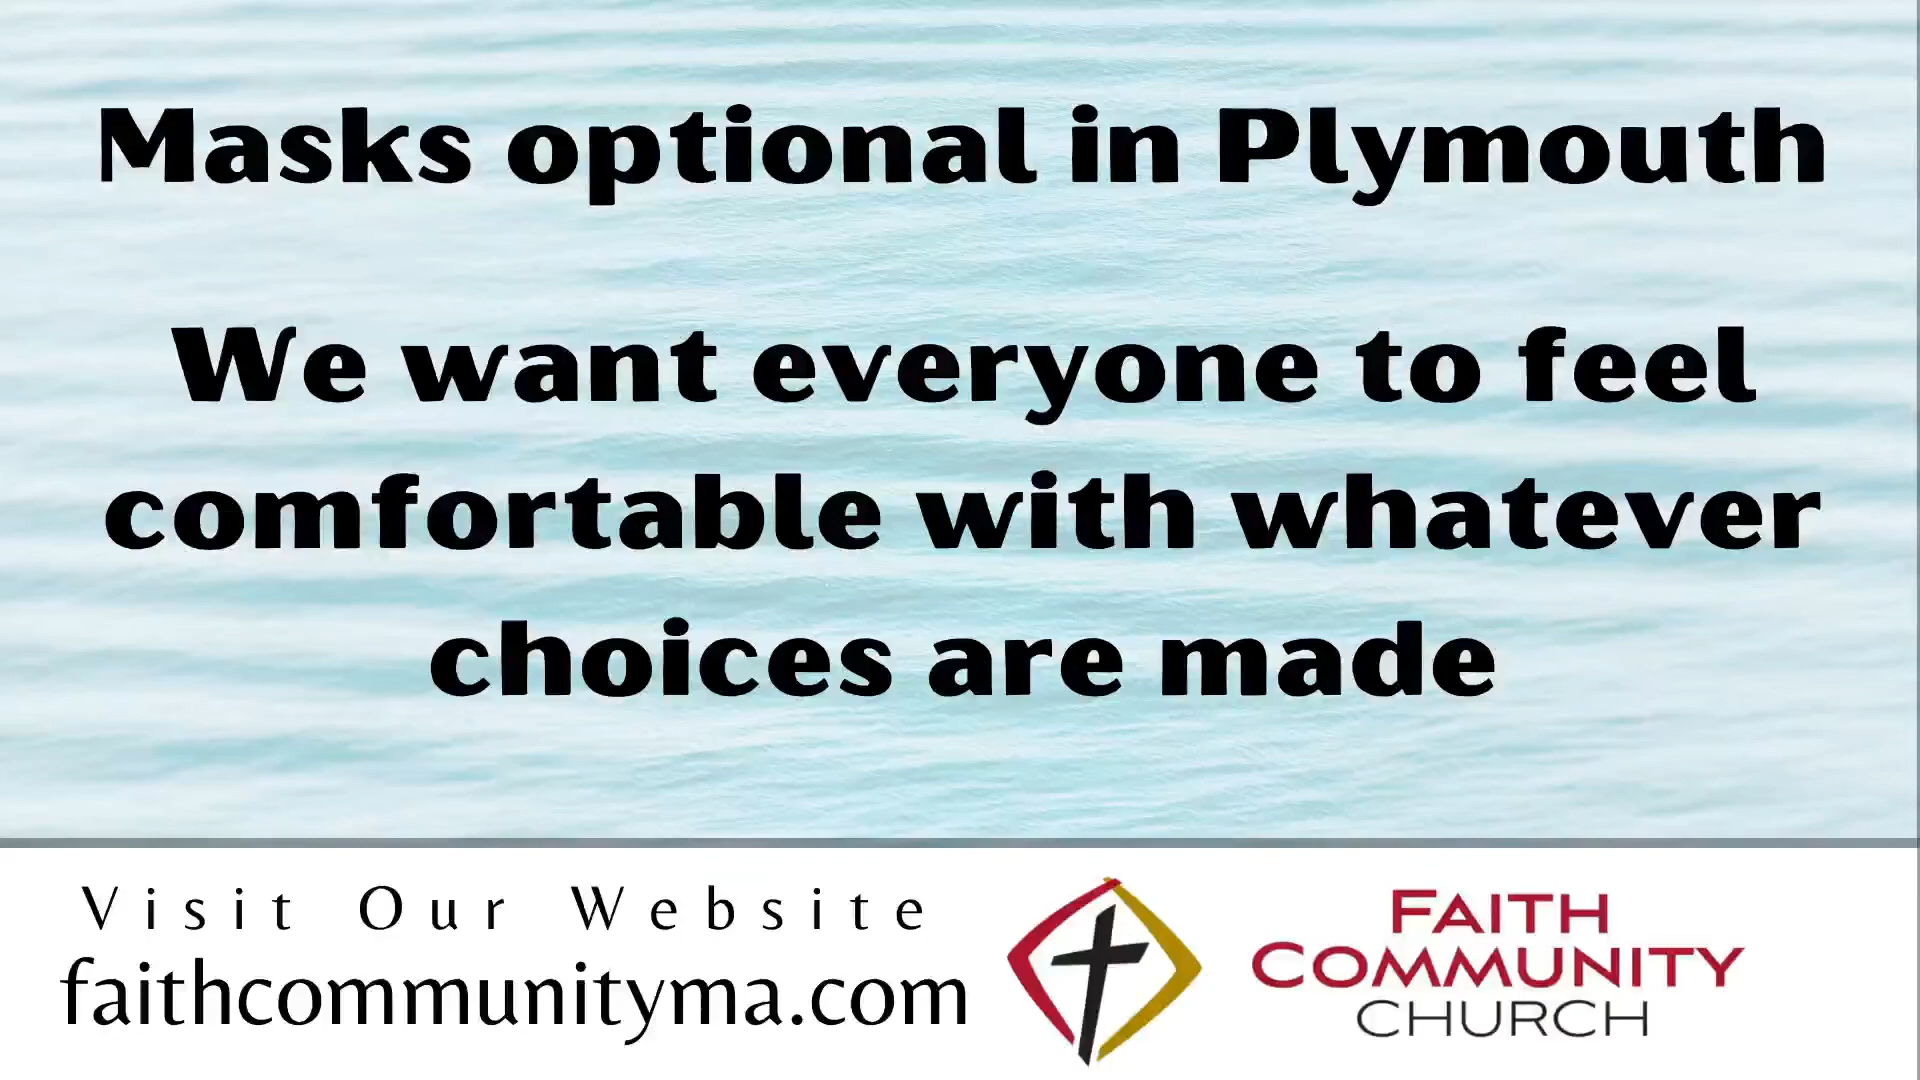 Masks optional in Plymouth
We want everyone to feel
comfortable with whatever
choices are made
Visit Our Website
faithcommunityma.com
FAITH
COMMUNITY
CHURCH